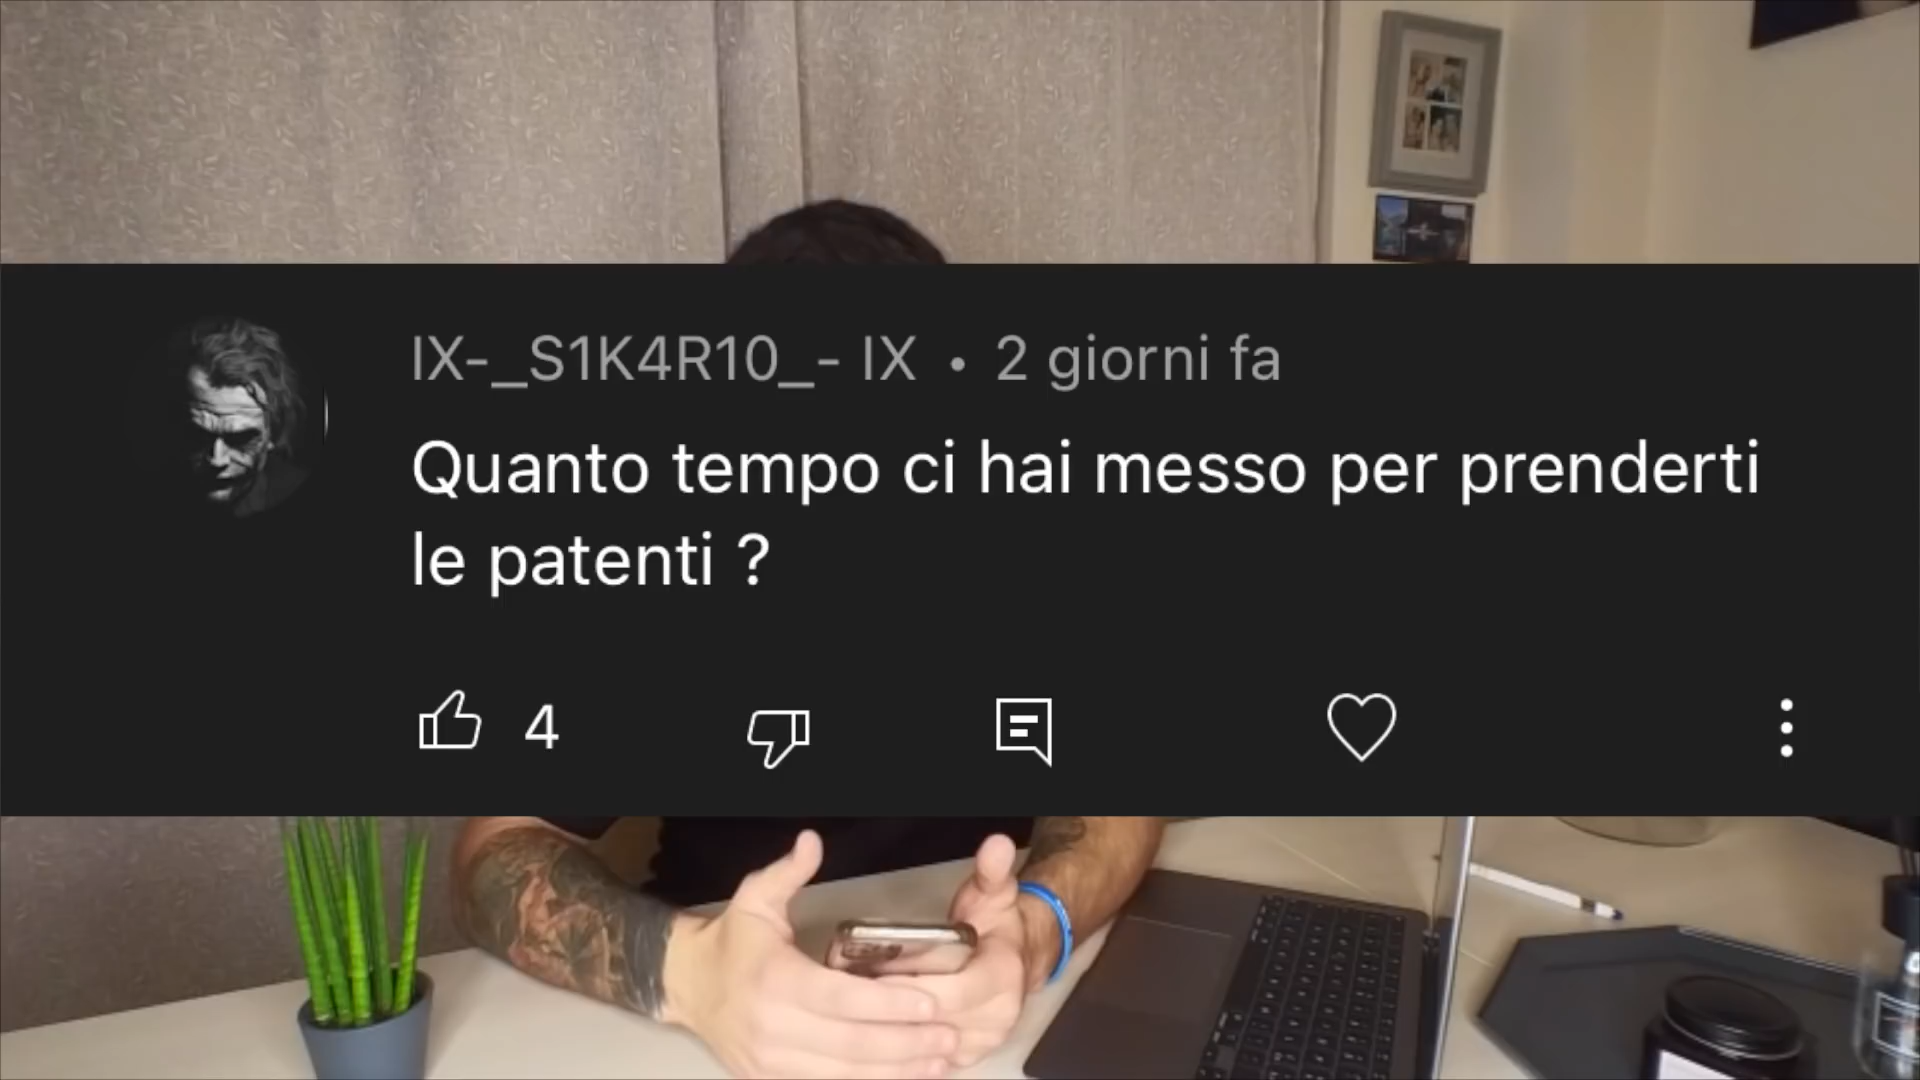 IX-_S1K4R10_- IX • 2 giorni fa
Quanto tempo ci hai messo per prenderti
le patenti ?
4